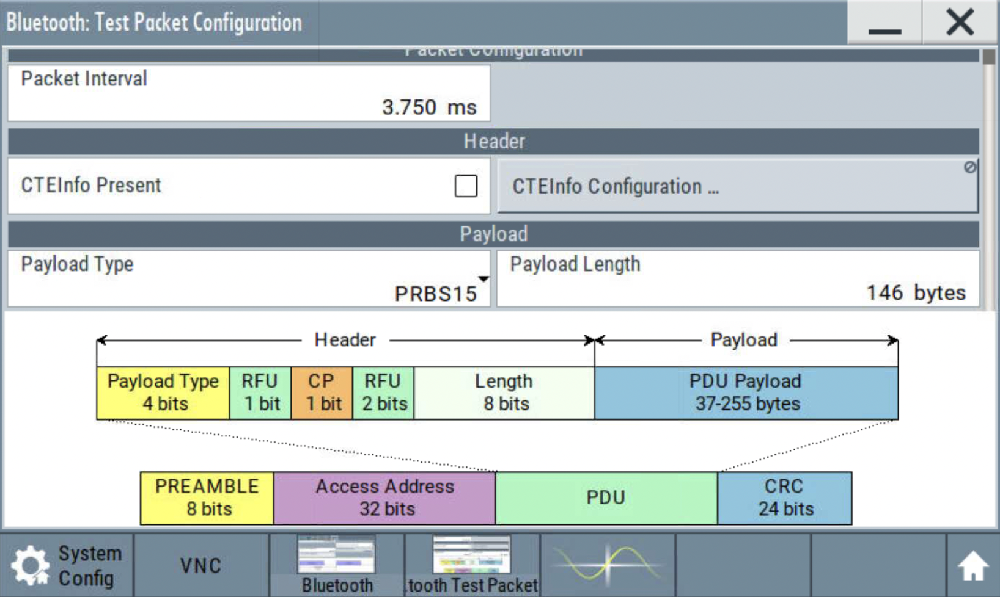 Bluetooth: Test Packet Configuration
Packet Configuration
Packet Interval
3.750 ms
Header
CTEInfo Present
CTEInfo Configuration ...
Payload
Payload Type
PRBS15
Payload Length
146 bytes
Header
Payload
Payload Type
4 bits
RFU
1 bit
CP
1 bit
RFU
2 bits
Length
8 bits
PDU Payload
37-255 bytes
PREAMBLE
8 bits
Access Address
32 bits
PDU
CRC
24 bits
System
Config
VNC
Bluetooth
.tooth Test Packet